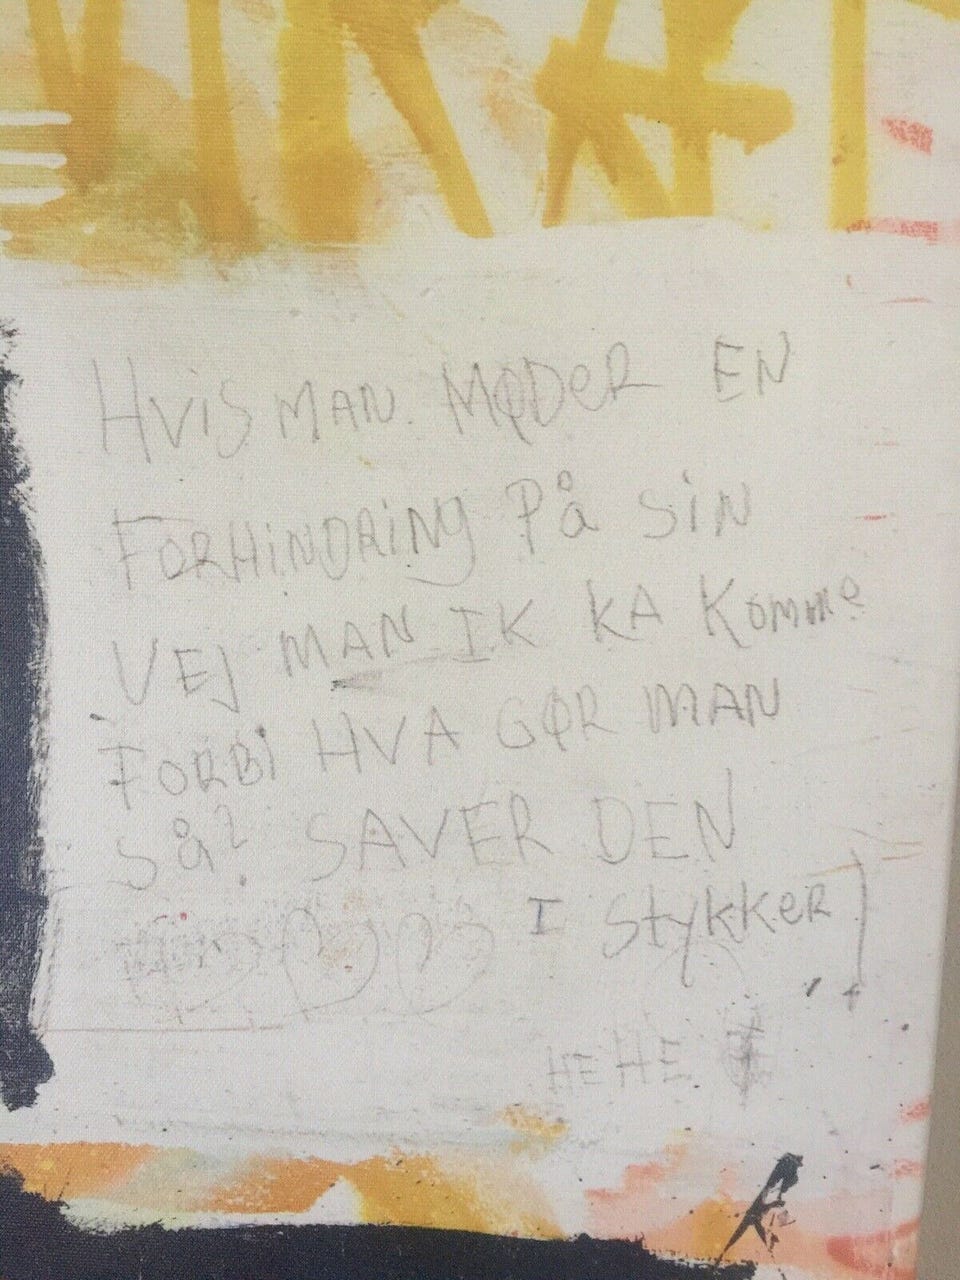 HVIS MAN MØDER EN
FORHINDRING På SIN
VEJ MAN IK KA Komme
FORBI HVA GØR MAN
Så? SAVER DEN
I Stykker
HEHE